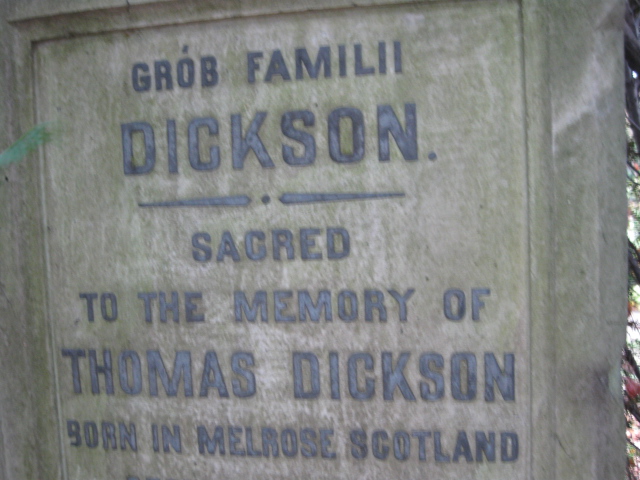 GRÓB FAMILII
DICKSON.
SACRED
TO THE MEMORY OF
THOMAS DICKSON
BORN IN MELROSE SCOTLAND